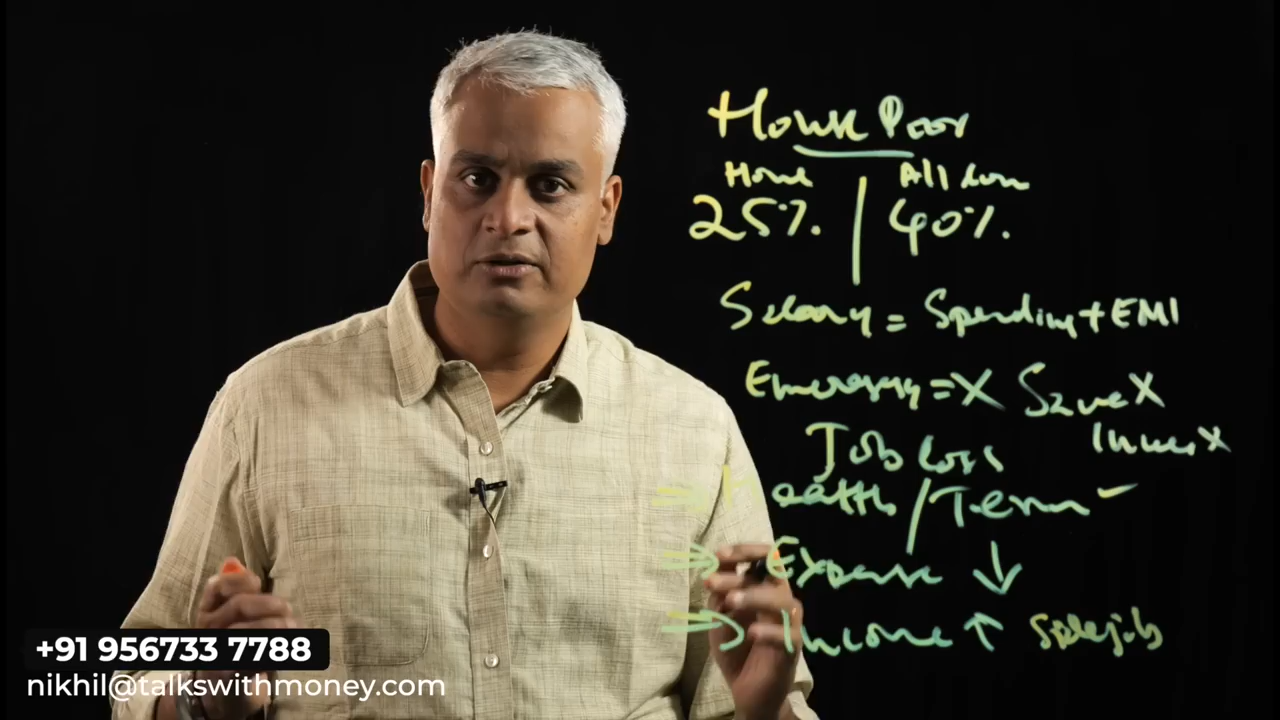 House Poor
Home All Loan
25% 40%
Salary = Spending + EMI
Emergency = X Save X
Inves X
Job Loss
⇒ Health / Term ✓
⇒ Expense ↓
⇒ Income ↑ Side job
+91 956733 7788
nikhil@talkswithmoney.com